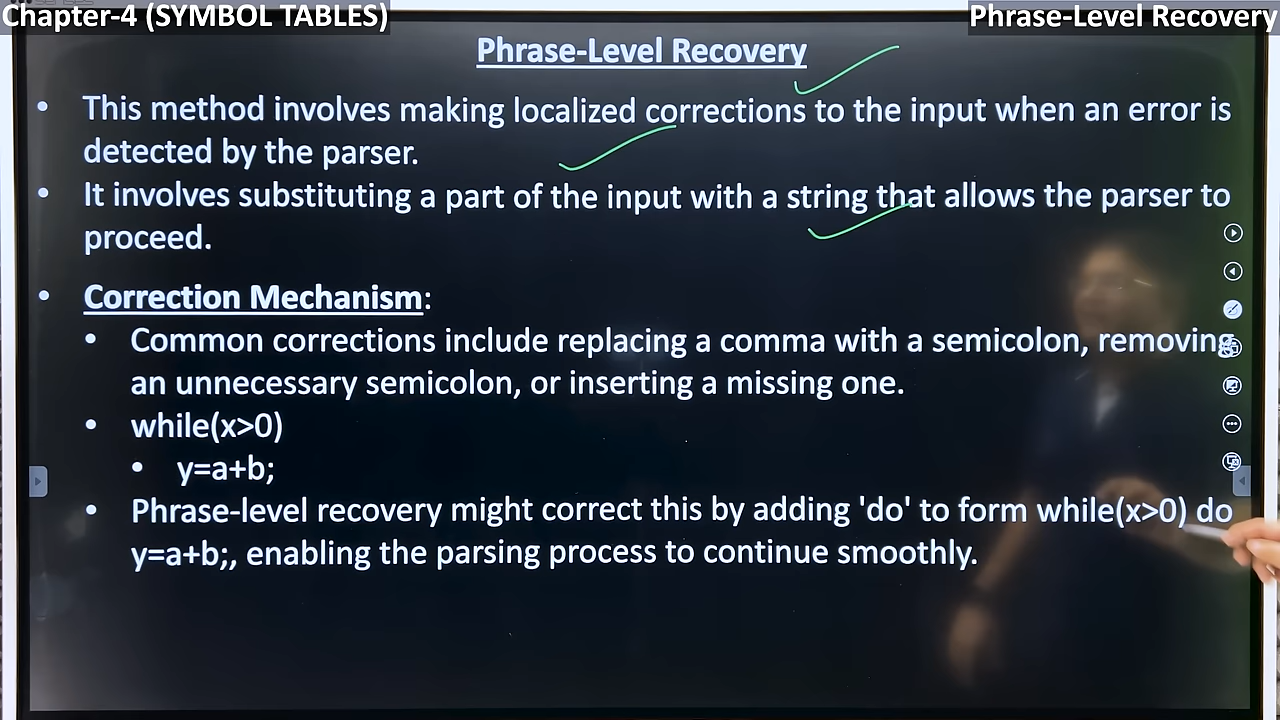 Chapter-4 (SYMBOL TABLES)
Phrase-Level Recovery
Phrase-Level Recovery
• This method involves making localized corrections to the input when an error is
detected by the parser.
• It involves substituting a part of the input with a string that allows the parser to
proceed.
• Correction Mechanism:
• Common corrections include replacing a comma with a semicolon, removing
an unnecessary semicolon, or inserting a missing one.
• while(x>0)
• y=a+b;
• Phrase-level recovery might correct this by adding 'do' to form while(x>0) do
y=a+b;, enabling the parsing process to continue smoothly.